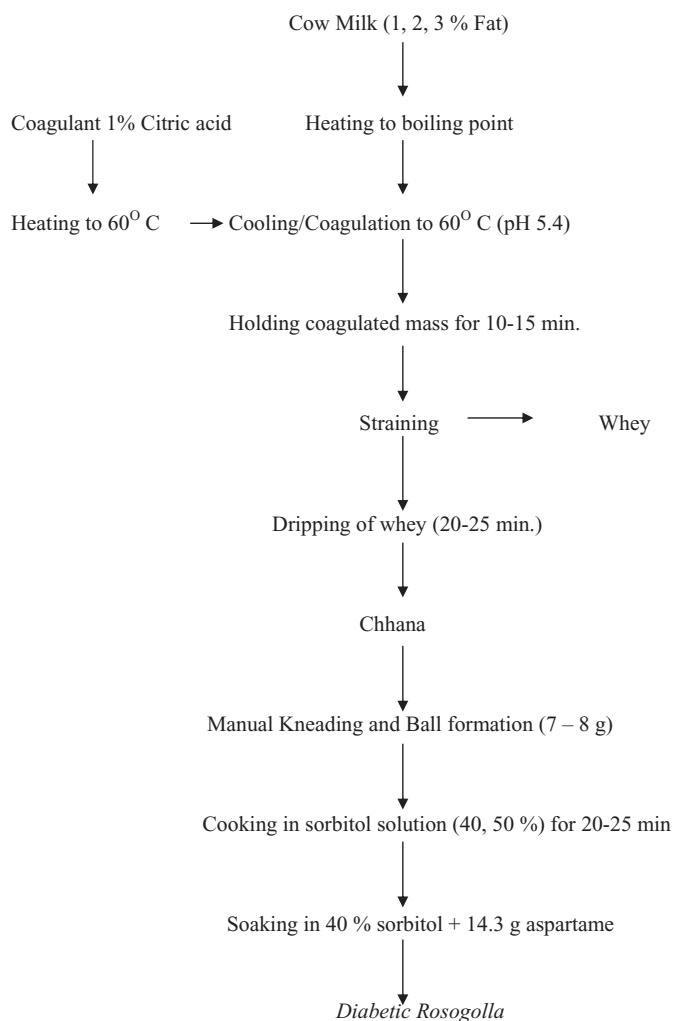 Cow Milk (1, 2, 3 % Fat)
Coagulant 1% Citric acid
Heating to boiling point
Heating to 60O C
Cooling/Coagulation to 60O C (pH 5.4)
Holding coagulated mass for 10-15 min.
Straining
Whey
Dripping of whey (20-25 min.)
Chhana
Manual Kneading and Ball formation (7 – 8 g)
Cooking in sorbitol solution (40, 50 %) for 20-25 min
Soaking in 40 % sorbitol + 14.3 g aspartame
Diabetic Rosogolla